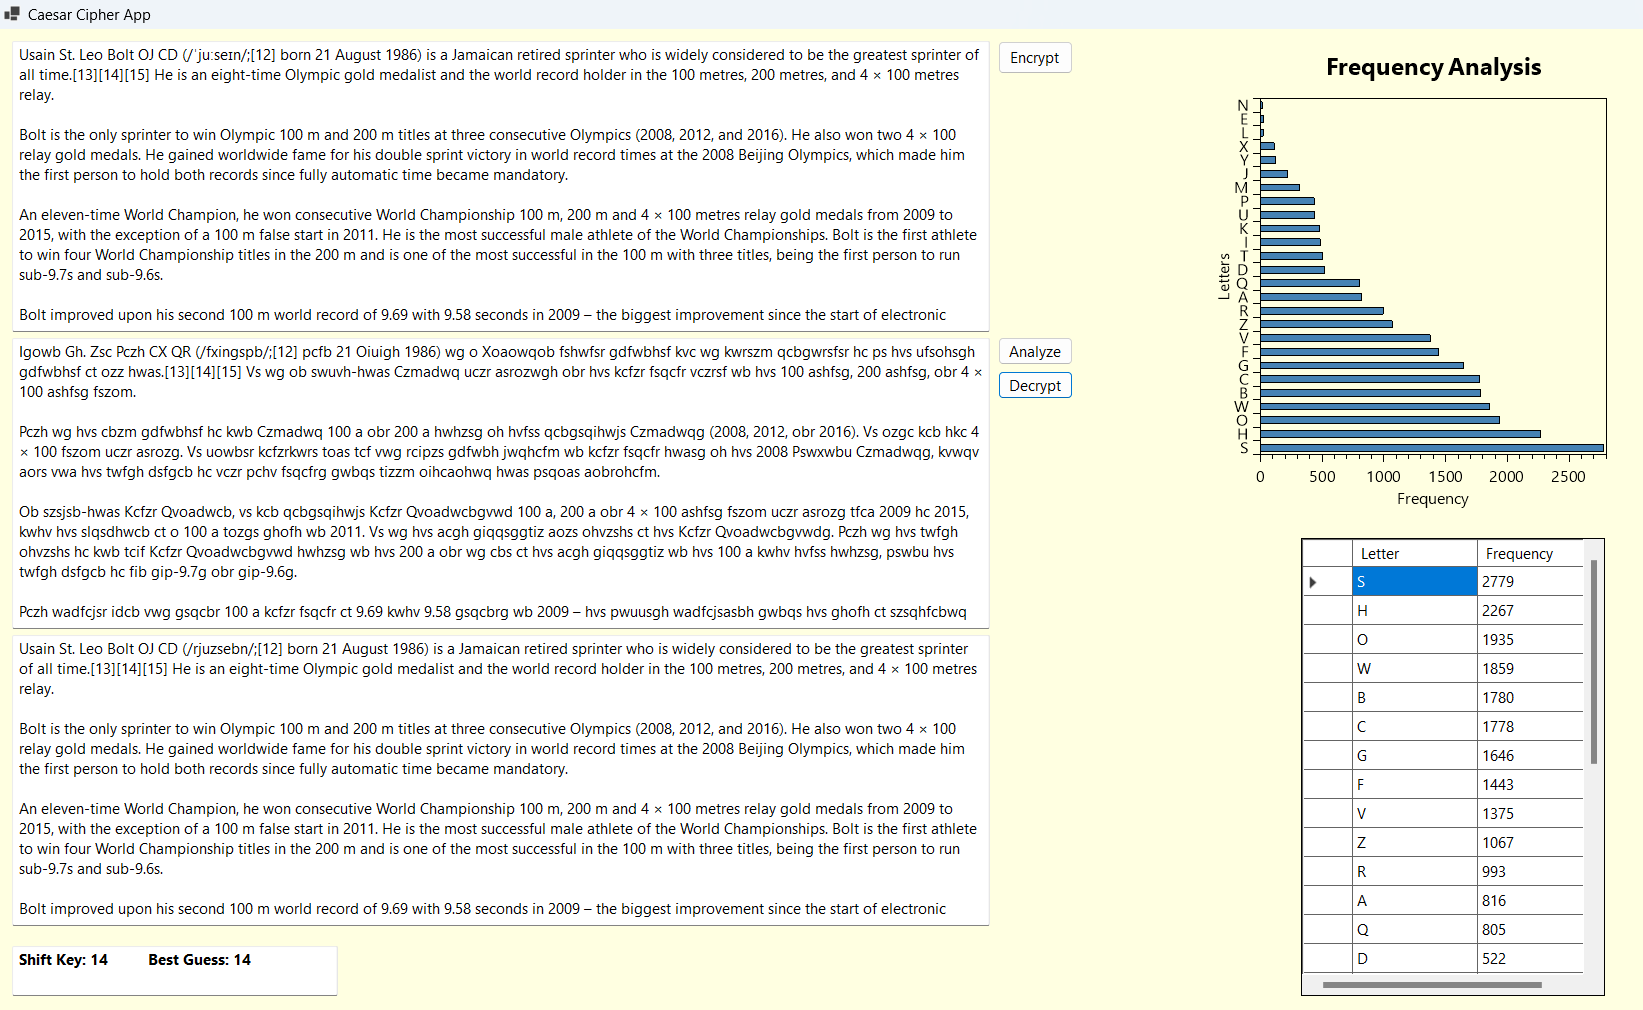 Caesar Cipher App
Usain St. Leo Bolt OJ CD (/ˈjuːseɪn/;[12] born 21 August 1986) is a Jamaican retired sprinter who is widely considered to be the greatest sprinter of
all time.[13][14][15] He is an eight-time Olympic gold medalist and the world record holder in the 100 metres, 200 metres, and 4 × 100 metres
relay.
Bolt is the only sprinter to win Olympic 100 m and 200 m titles at three consecutive Olympics (2008, 2012, and 2016). He also won two 4 × 100
relay gold medals. He gained worldwide fame for his double sprint victory in world record times at the 2008 Beijing Olympics, which made him
the first person to hold both records since fully automatic time became mandatory.
An eleven-time World Champion, he won consecutive World Championship 100 m, 200 m and 4 × 100 metres relay gold medals from 2009 to
2015, with the exception of a 100 m false start in 2011. He is the most successful male athlete of the World Championships. Bolt is the first athlete
to win four World Championship titles in the 200 m and is one of the most successful in the 100 m with three titles, being the first person to run
sub-9.7s and sub-9.6s.
Bolt improved upon his second 100 m world record of 9.69 with 9.58 seconds in 2009 – the biggest improvement since the start of electronic
Encrypt
Igowb Gh. Zsc Pczh CX QR (/fxingspb/;[12] pcfb 21 Oiuigh 1986) wg o Xoaowqob fshwfsr gdfwbhsf kvc wg kwrszm qcbgwrsfsr hc ps hvs ufsohsgh
gdfwbhsf ct ozz hwas.[13][14][15] Vs wg ob swuvh-hwas Czmadwq uczr asrozwgh obr hvs kcfzr fsqcfr vczrsf wb hvs 100 ashfsg, 200 ashfsg, obr 4 ×
100 ashfsg fszom.
Pczh wg hvs cbzm gdfwbhsf hc kwb Czmadwq 100 a obr 200 a hwhzsg oh hvfss qcbgsqihwjs Czmadwqg (2008, 2012, obr 2016). Vs ozgc kcb hkc 4
× 100 fszom uczr asrozg. Vs uowbsr kcfzrkwrs toas tcf vwg rcipzs gdfwbh jwqhcfm wb kcfzr fsqcfr hwasg oh hvs 2008 Pswxwbu Czmadwqg, kvwqv
aors vwa hvs twfgh dsfgcb hc vczr pchv fsqcfrg gwbqs tizzm oihcaohwq hwas psqoas aobrohcfm.
Ob szsjsb-hwas Kcfzr Qvoadwcb, vs kcb qcbgsqihwjs Kcfzr Qvoadwcbgvwd 100 a, 200 a obr 4 × 100 ashfsg fszom uczr asrozg tfca 2009 hc 2015,
kwhv hvs slqsdhwcb ct o 100 a tozgs ghofh wb 2011. Vs wg hvs acgh giqqsggtiz aozs ohvzshs ct hvs Kcfzr Qvoadwcbgvwdg. Pczh wg hvs twfgh
ohvzshs hc kwb tcif Kcfzr Qvoadwcbgvwd hwhzsg wb hvs 200 a obr wg cbs ct hvs acgh giqqsggtiz wb hvs 100 a kwhv hvfss hwhzsg, pswbu hvs
twfgh dsfgcb hc fib gip-9.7g obr gip-9.6g.
Pczh wadfcjsr idcb vwg gsqcbr 100 a kcfzr fsqcfr ct 9.69 kwhv 9.58 gsqcbrg wb 2009 – hvs pwuusgh wadfcjsasbh gwbqs hvs ghofh ct szsqhfcbwq
Analyze
Decrypt
Usain St. Leo Bolt OJ CD (/rjuzsebn/;[12] born 21 August 1986) is a Jamaican retired sprinter who is widely considered to be the greatest sprinter
of all time.[13][14][15] He is an eight-time Olympic gold medalist and the world record holder in the 100 metres, 200 metres, and 4 × 100 metres
relay.
Bolt is the only sprinter to win Olympic 100 m and 200 m titles at three consecutive Olympics (2008, 2012, and 2016). He also won two 4 × 100
relay gold medals. He gained worldwide fame for his double sprint victory in world record times at the 2008 Beijing Olympics, which made him
the first person to hold both records since fully automatic time became mandatory.
An eleven-time World Champion, he won consecutive World Championship 100 m, 200 m and 4 × 100 metres relay gold medals from 2009 to
2015, with the exception of a 100 m false start in 2011. He is the most successful male athlete of the World Championships. Bolt is the first athlete
to win four World Championship titles in the 200 m and is one of the most successful in the 100 m with three titles, being the first person to run
sub-9.7s and sub-9.6s.
Bolt improved upon his second 100 m world record of 9.69 with 9.58 seconds in 2009 – the biggest improvement since the start of electronic
Shift Key: 14 Best Guess: 14
Frequency Analysis
Letters
N
E
L
X
Y
J
M
P
U
K
I
T
D
Q
A
R
Z
V
F
G
C
B
W
O
H
S
0 500 1000 1500 2000 2500
Frequency
Letter Frequency
S 2779
H 2267
O 1935
W 1859
B 1780
C 1778
G 1646
F 1443
V 1375
Z 1067
R 993
A 816
Q 805
D 522